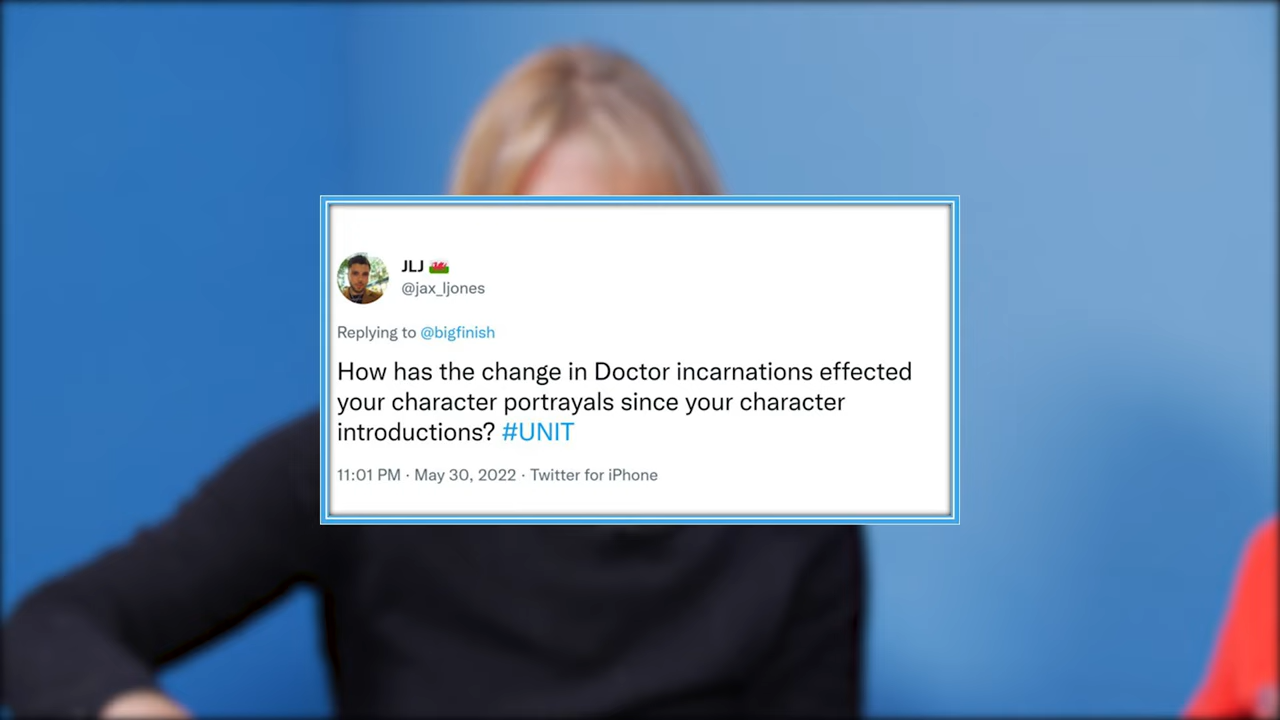 JLJ 🏴󠁧󠁢󠁷󠁬󠁳󠁿
@jax_ljones
Replying to @bigfinish
How has the change in Doctor incarnations effected
your character portrayals since your character
introductions? #UNIT
11:01 PM · May 30, 2022 · Twitter for iPhone